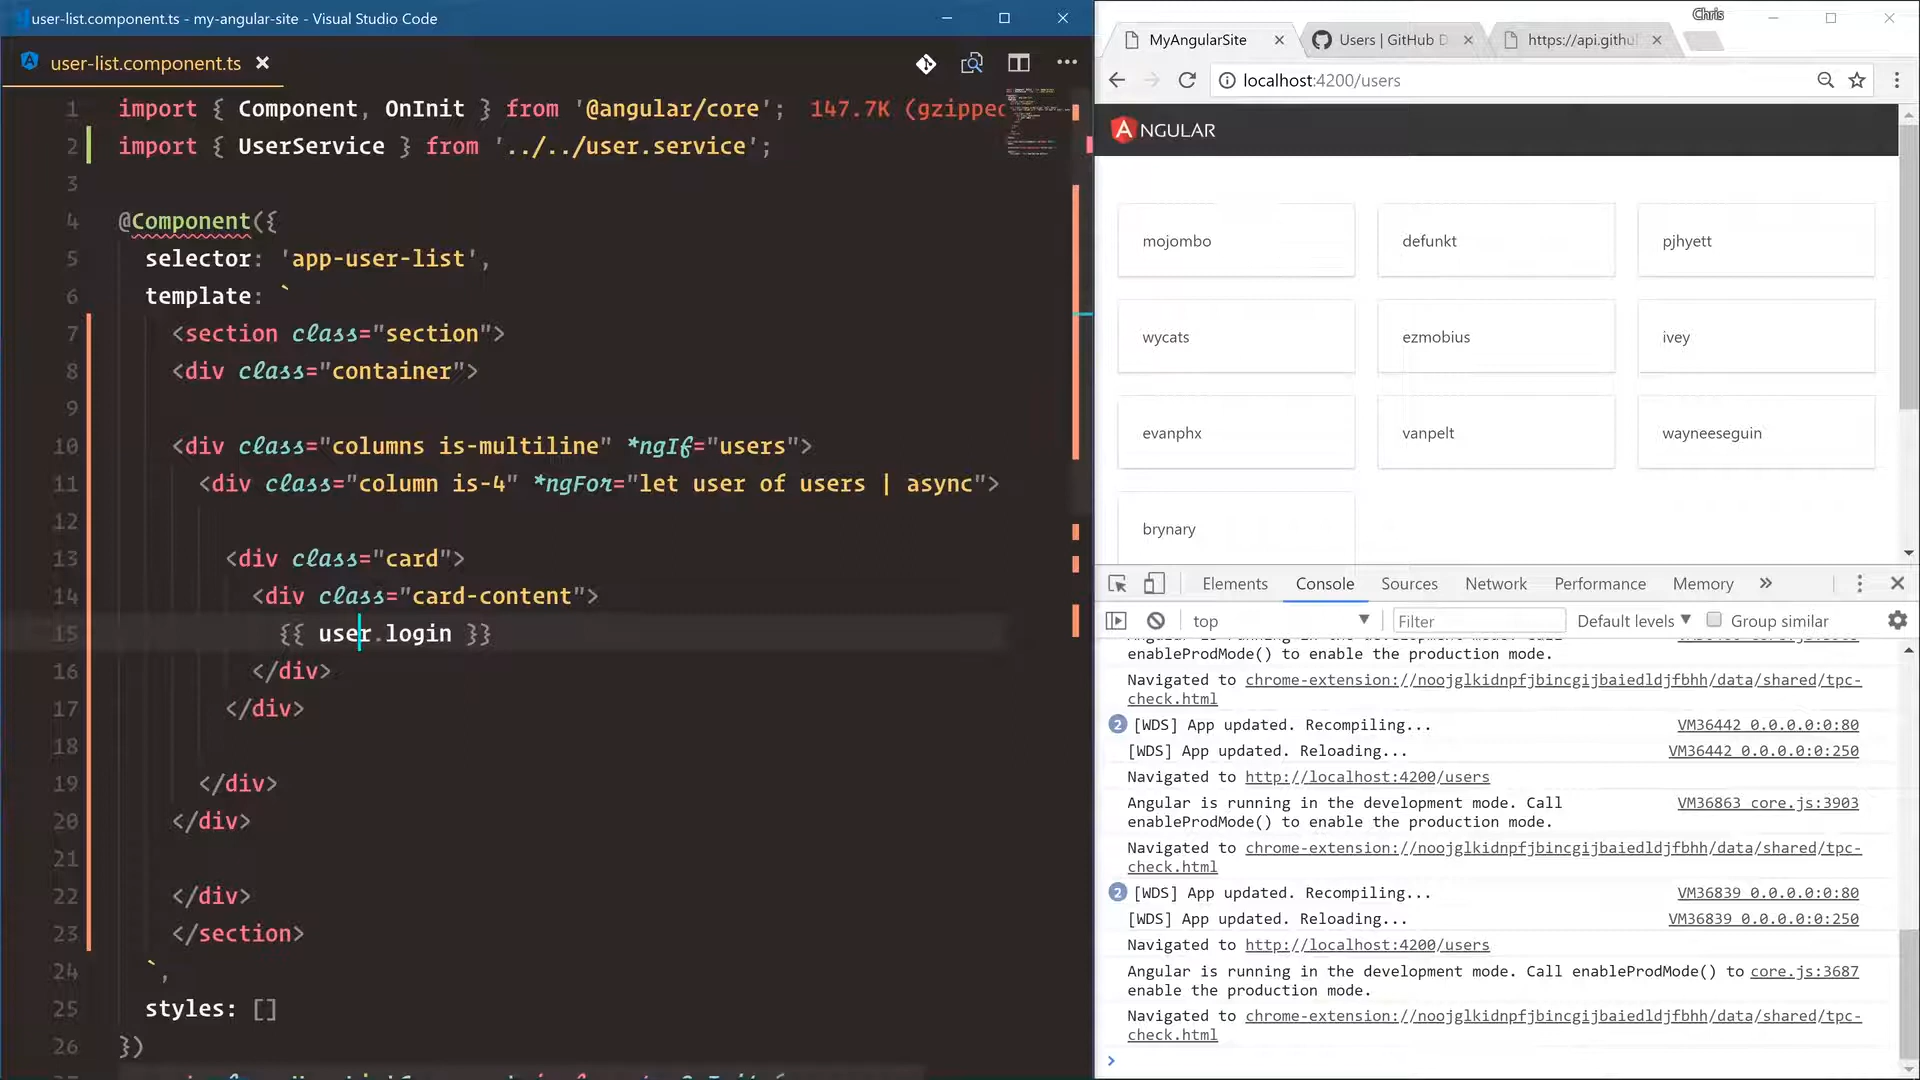 user-list.component.ts - my-angular-site - Visual Studio Code
user-list.component.ts
1 import { Component, OnInit } from '@angular/core'; 147.7K (gzipped
2 import { UserService } from '../../user.service';
3
4 @Component({
5 selector: 'app-user-list',
6 template: `
7 <section class="section">
8 <div class="container">
9
10 <div class="columns is-multiline" *ngIf="users">
11 <div class="column is-4" *ngFor="let user of users | async">
12
13 <div class="card">
14 <div class="card-content">
15 {{ user.login }}
16 </div>
17 </div>
18
19 </div>
20 </div>
21
22 </div>
23 </section>
24 `,
25 styles: []
26 })
Chris
MyAngularSite
Users | GitHub D
https://api.githu
localhost:4200/users
ANGULAR
mojombo defunkt pjhyett
wycats ezmobius ivey
evanphx vanpelt wayneeseguin
brynary
Elements Console Sources Network Performance Memory »
top Filter Default levels Group similar
enableProdMode() to enable the production mode.
Navigated to chrome-extension://noojglkidnpfjbincgijbaiedldjfbhh/data/shared/tpc-
check.html
2 [WDS] App updated. Recompiling... VM36442 0.0.0.0:0:80
[WDS] App updated. Reloading... VM36442 0.0.0.0:0:250
Navigated to http://localhost:4200/users
Angular is running in the development mode. Call VM36863 core.js:3903
enableProdMode() to enable the production mode.
Navigated to chrome-extension://noojglkidnpfjbincgijbaiedldjfbhh/data/shared/tpc-
check.html
2 [WDS] App updated. Recompiling... VM36839 0.0.0.0:0:80
[WDS] App updated. Reloading... VM36839 0.0.0.0:0:250
Navigated to http://localhost:4200/users
Angular is running in the development mode. Call enableProdMode() to core.js:3687
enable the production mode.
Navigated to chrome-extension://noojglkidnpfjbincgijbaiedldjfbhh/data/shared/tpc-
check.html